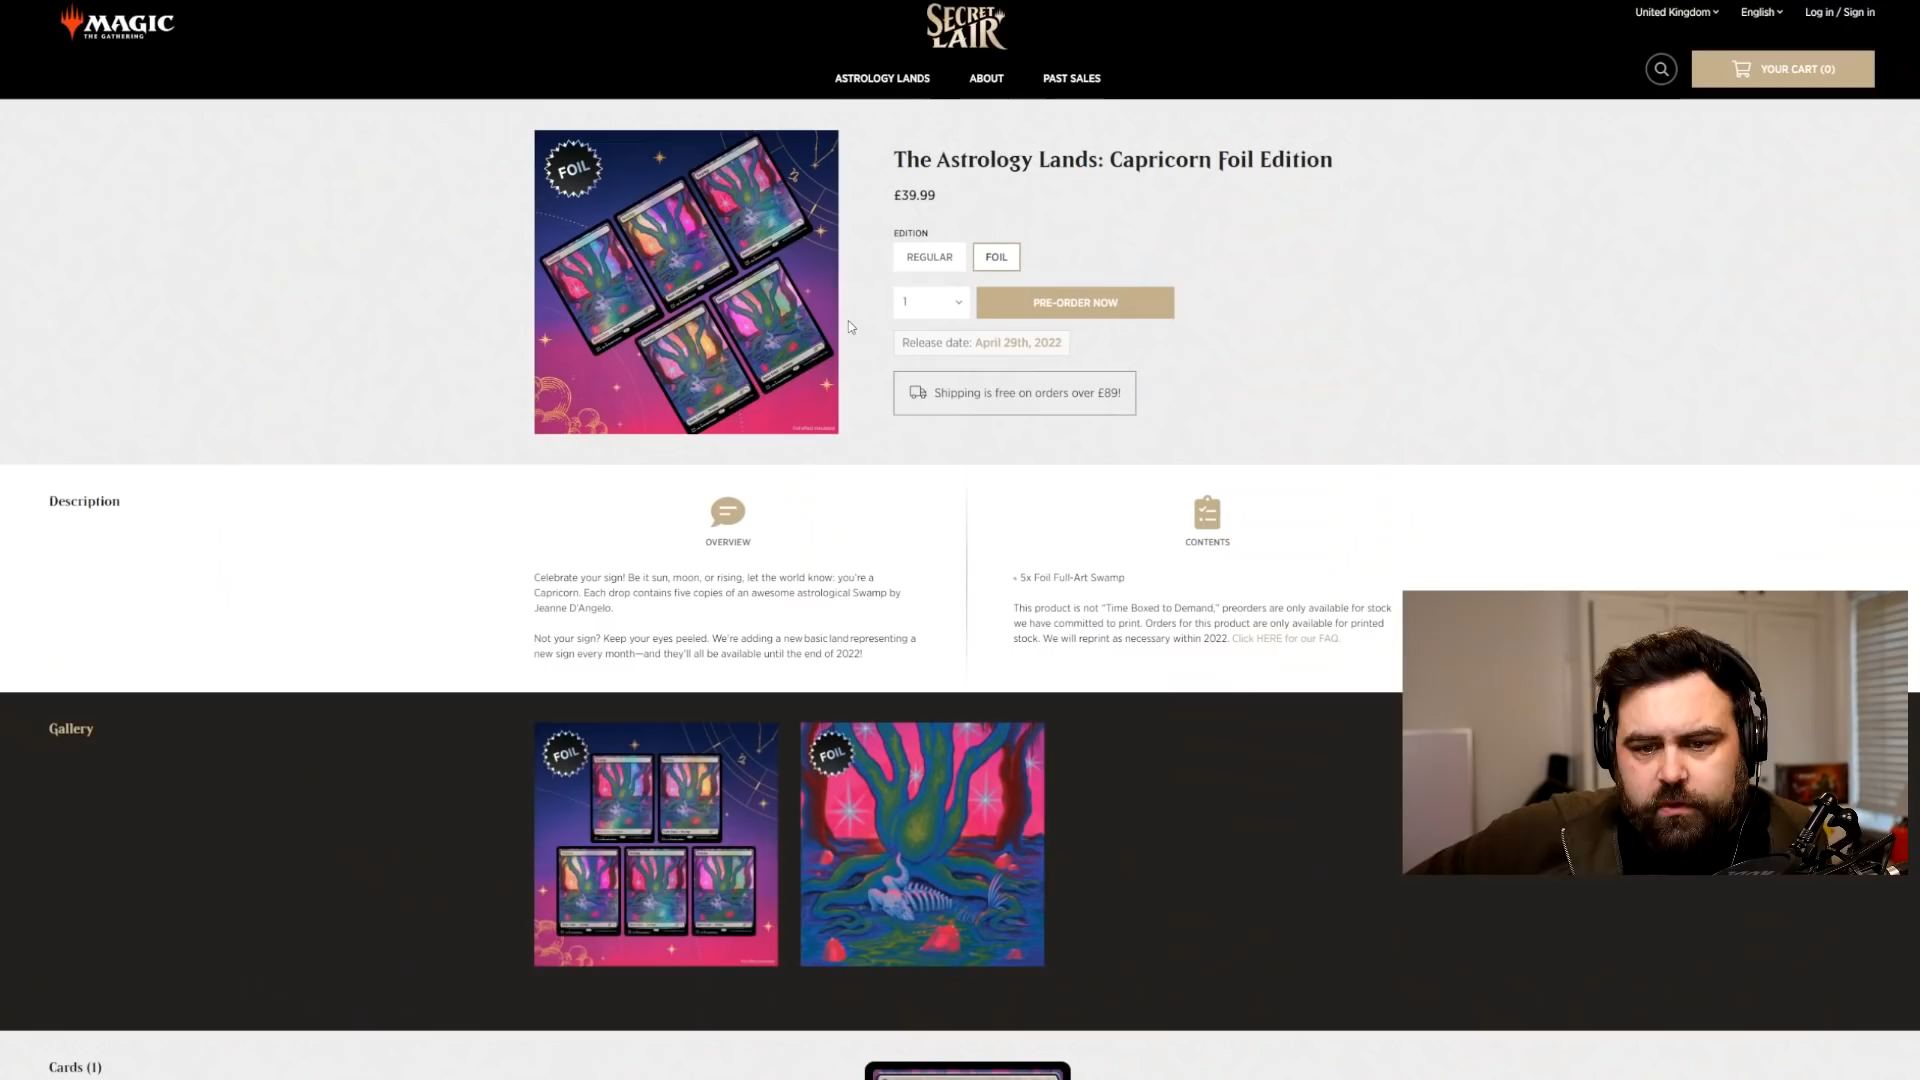 MAGIC
THE GATHERING
SECRET LAIR
United Kingdom
English
Log in / Sign in
ASTROLOGY LANDS
ABOUT
PAST SALES
YOUR CART (0)
FOIL
The Astrology Lands: Capricorn Foil Edition
£39.99
EDITION
REGULAR
FOIL
1
PRE-ORDER NOW
Release date: April 29th, 2022
Shipping is free on orders over £89!
Description
OVERVIEW
Celebrate your sign! Be it sun, moon, or rising, let the world know: you're a
Capricorn. Each drop contains five copies of an awesome astrological Swamp by
Jeanne D'Angelo.
Not your sign? Keep your eyes peeled. We're adding a new basic land representing a
new sign every month—and they'll all be available until the end of 2022!
CONTENTS
• 5x Foil Full-Art Swamp
This product is not "Time Boxed to Demand," preorders are only available for stock
we have committed to print. Orders for this product are only available for printed
stock. We will reprint as necessary within 2022. Click HERE for our FAQ.
Gallery
FOIL
FOIL
Cards (1)